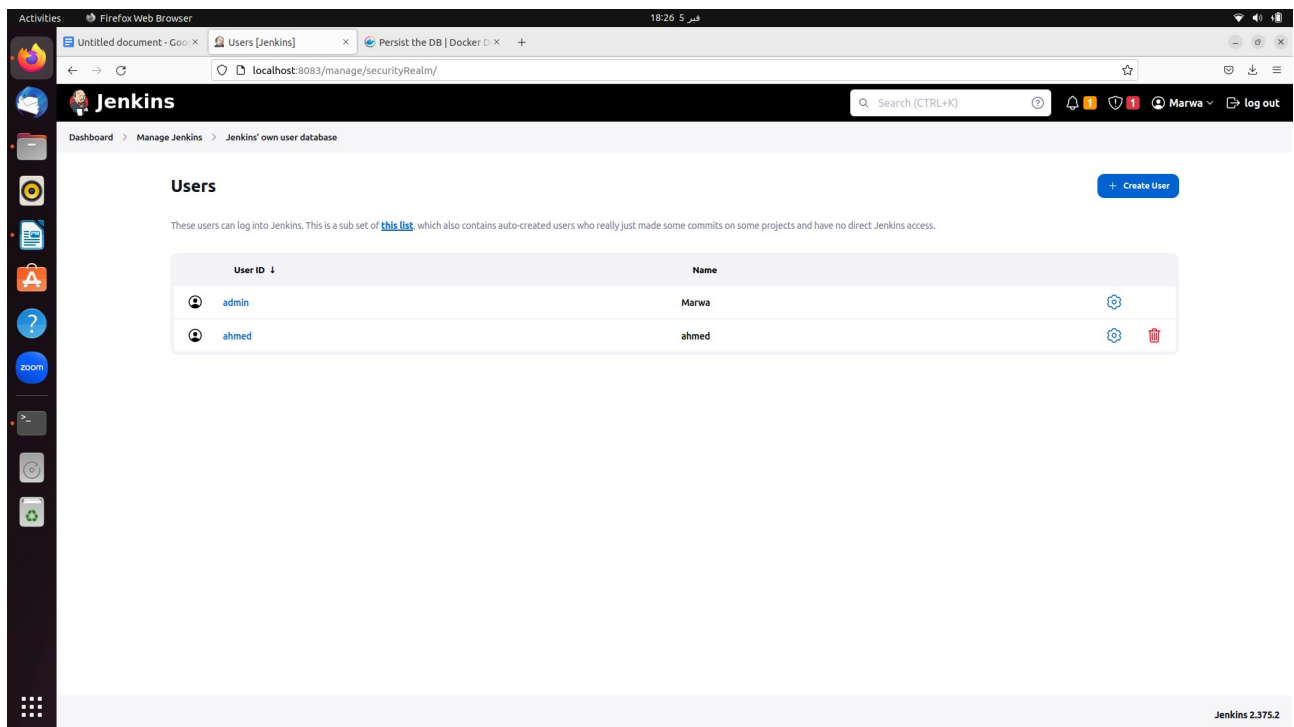 Activities Firefox Web Browser 18:26 5 فبر
Untitled document - Goo Users [Jenkins] Persist the DB | Docker D
localhost:8083/manage/securityRealm/
Jenkins Search (CTRL+K) 1 1 Marwa log out
Dashboard Manage Jenkins Jenkins' own user database
Users + Create User
These users can log into Jenkins. This is a sub set of this list, which also contains auto-created users who really just made some commits on some projects and have no direct Jenkins access.
User ID ↓ Name
admin Marwa
ahmed ahmed
zoom
Jenkins 2.375.2